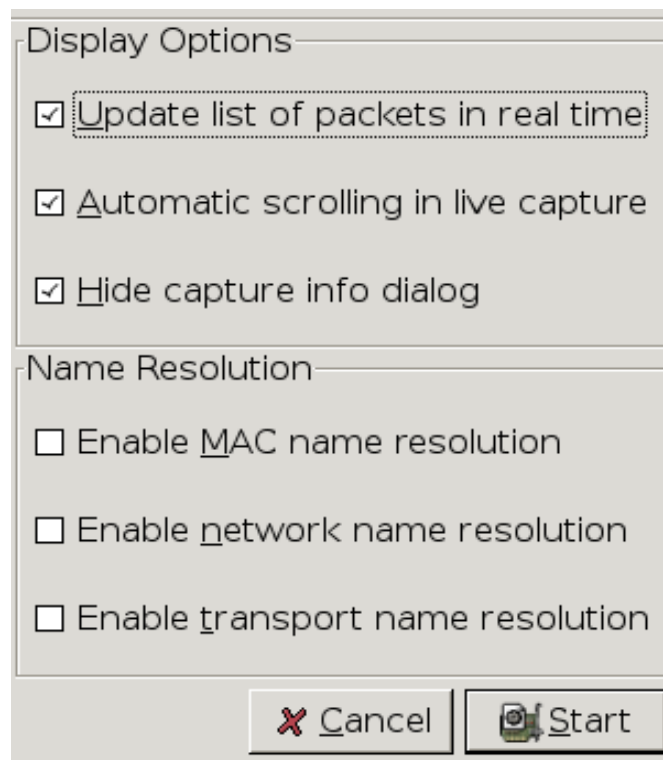 Display Options
Update list of packets in real time
Automatic scrolling in live capture
Hide capture info dialog
Name Resolution
Enable MAC name resolution
Enable network name resolution
Enable transport name resolution
Cancel
Start